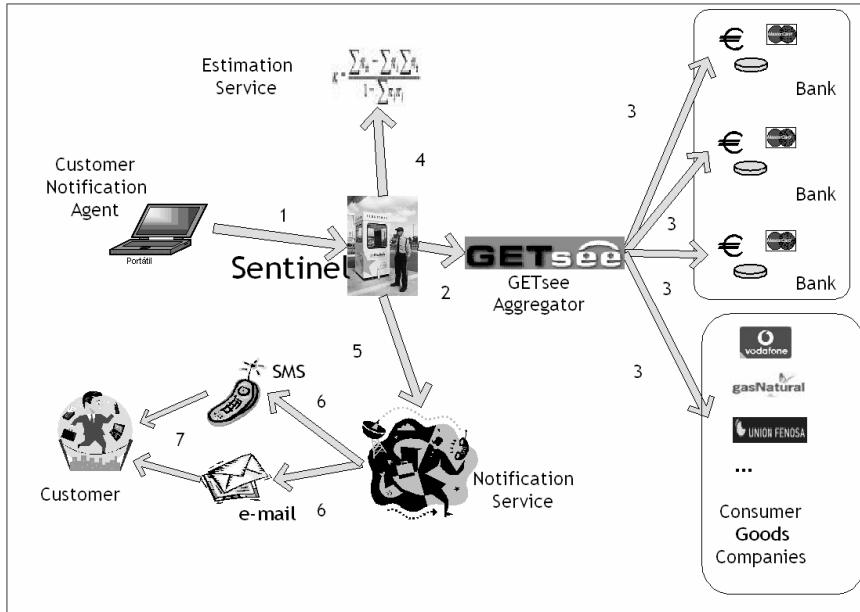 Estimation
Service
Bank
3
4
Customer
Notification
Agent
1
3
Bank
Portátil
Sentinel
GETsee
2
GETsee
Aggregator
3
Bank
5
3
vodafone
SMS
6
gasNatural
7
UNION FENOSA
Customer
Notification
Service
...
e-mail
6
Consumer
Goods
Companies